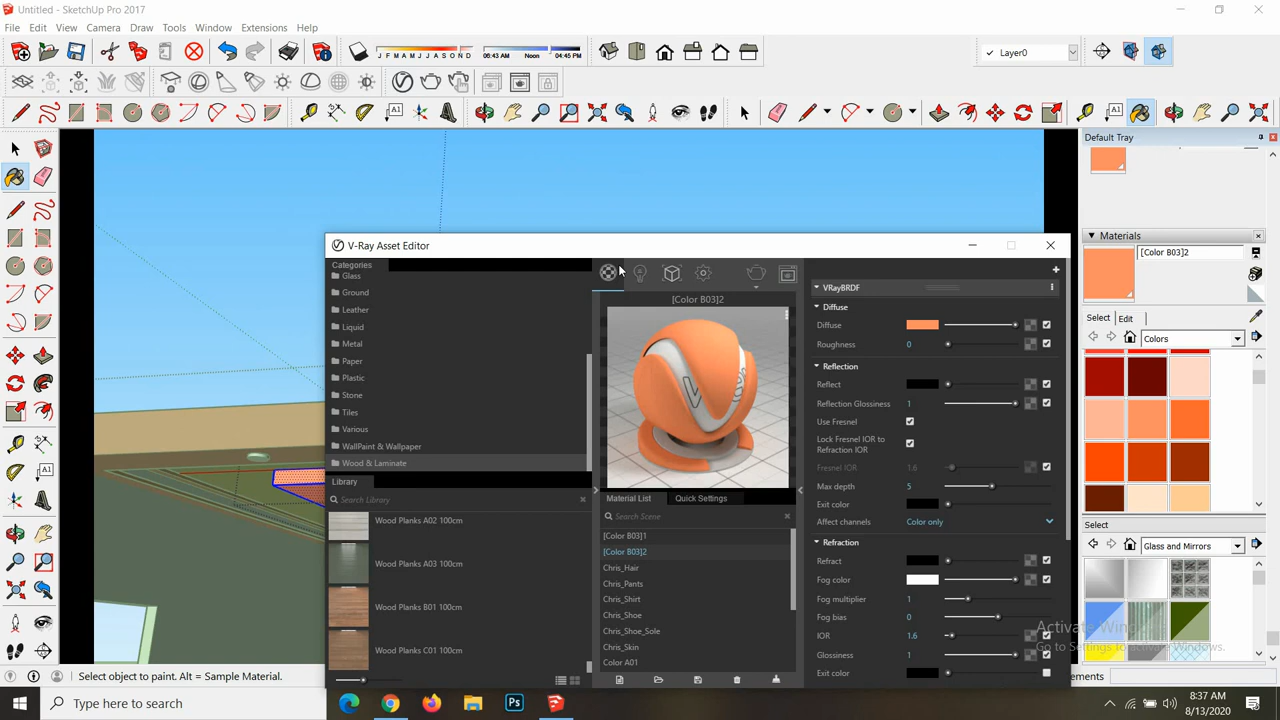 Untitled - SketchUp Pro 2017
File Edit View Camera Draw Tools Window Extensions Help
J F M A M J J A S O N D
06:43 AM Noon 04:45 PM
Layer0
Default Tray
Materials
[Color B03]2
Select Edit
Colors
Select
Glass and Mirrors
V-Ray Asset Editor
Categories
Glass
Ground
Leather
Liquid
Metal
Paper
Plastic
Stone
Tiles
Various
WallPaint & Wallpaper
Wood & Laminate
Library
Search Library
Wood Planks A02 100cm
Wood Planks A03 100cm
Wood Planks B01 100cm
Wood Planks C01 100cm
[Color B03]2
Material List Quick Settings
Search Scene
[Color B03]1
[Color B03]2
Chris_Hair
Chris_Pants
Chris_Shirt
Chris_Shoe
Chris_Shoe_Sole
Chris_Skin
Color A01
VRayBRDF
Diffuse
Diffuse
Roughness 0
Reflection
Reflect
Reflection Glossiness 1
Use Fresnel
Lock Fresnel IOR to
Refraction IOR
Fresnel IOR 1.6
Max depth 5
Exit color
Affect channels Color only
Refraction
Refract
Fog color
Fog multiplier 1
Fog bias 0
IOR 1.6
Glossiness 1
Exit color
Activate Windows
Go to Settings to activate Windows.
Select object to paint. Alt = Sample Material.
Type here to search
8:37 AM
8/13/2020